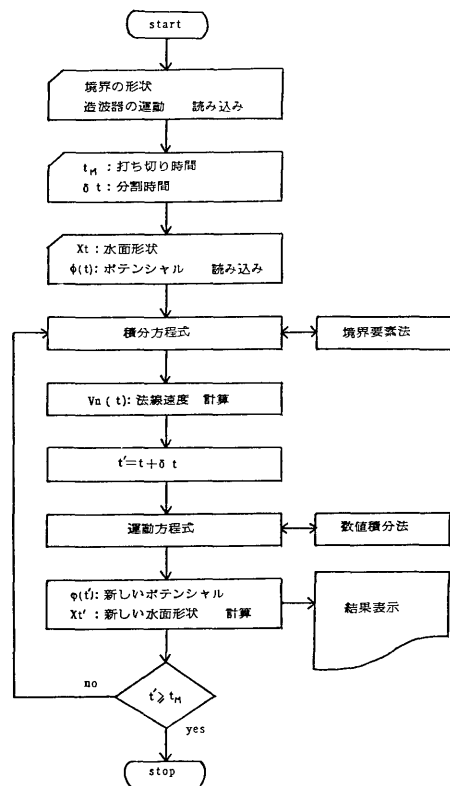 start
境界の形状
造波器の運動 読み込み
t_M : 打ち切り時間
δ t : 分割時間
Xt : 水面形状
φ(t): ポテンシャル 読み込み
積分方程式
境界要素法
Vn ( t): 法線速度 計算
t′=t+δ t
運動方程式
数値積分法
φ(t′): 新しいポテンシャル
Xt′ : 新しい水面形状 計算
結果表示
no
t′≧ t_M
yes
stop